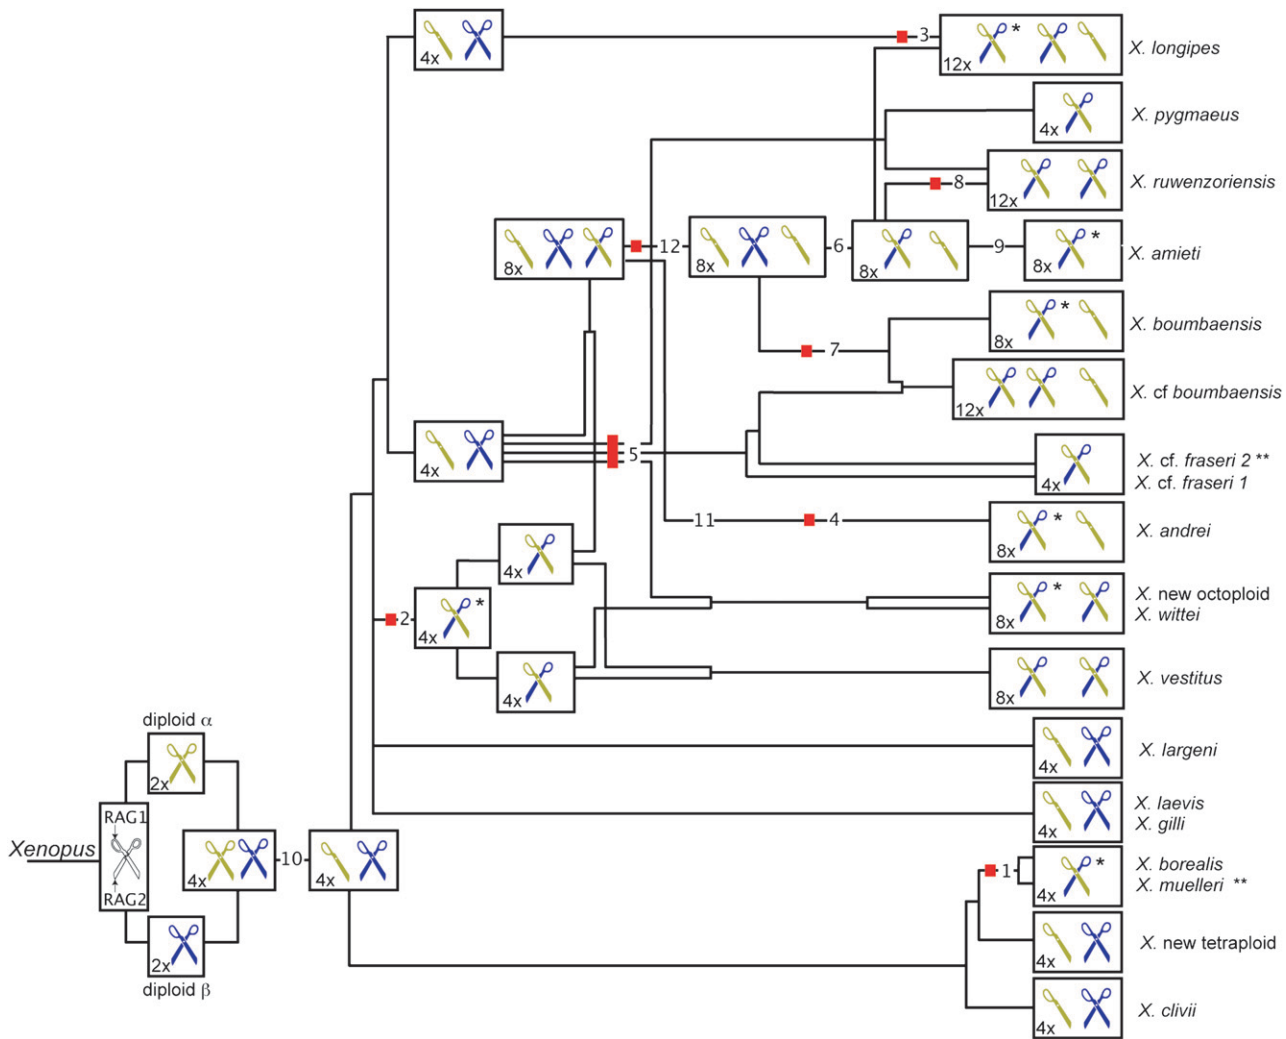 4x
3
*
12x
X. longipes
4x
X. pygmaeus
8
12x
X. ruwenzoriensis
8x
12
8x
6
8x
9
*
8x
X. amieti
7
*
8x
X. boumbaensis
12x
X. cf boumbaensis
4x
5
4x
X. cf. fraseri 2 **
X. cf. fraseri 1
11
4
*
8x
X. andrei
4x
2
*
4x
*
8x
X. new octoploid
X. wittei
4x
8x
X. vestitus
diploid α
2x
4x
X. largeni
Xenopus
RAG1
RAG2
4x
10
4x
4x
X. laevis
X. gilli
1
*
4x
X. borealis
X. muelleri **
2x
diploid β
4x
X. new tetraploid
4x
X. clivii